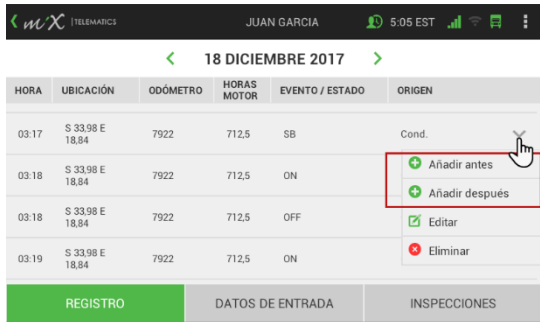 miX | TELEMATICS JUAN GARCIA 5:05 EST
18 DICIEMBRE 2017
HORA UBICACIÓN ODÓMETRO HORAS MOTOR EVENTO / ESTADO ORIGEN
03:17 S 33,98 E 18,84 7922 712,5 SB Cond.
Añadir antes
03:18 S 33,98 E 18,84 7922 712,5 ON
Añadir después
03:18 S 33,98 E 18,84 7922 712,5 OFF
Editar
03:19 S 33,98 E 18,84 7922 712,5 ON
Eliminar
REGISTRO DATOS DE ENTRADA INSPECCIONES